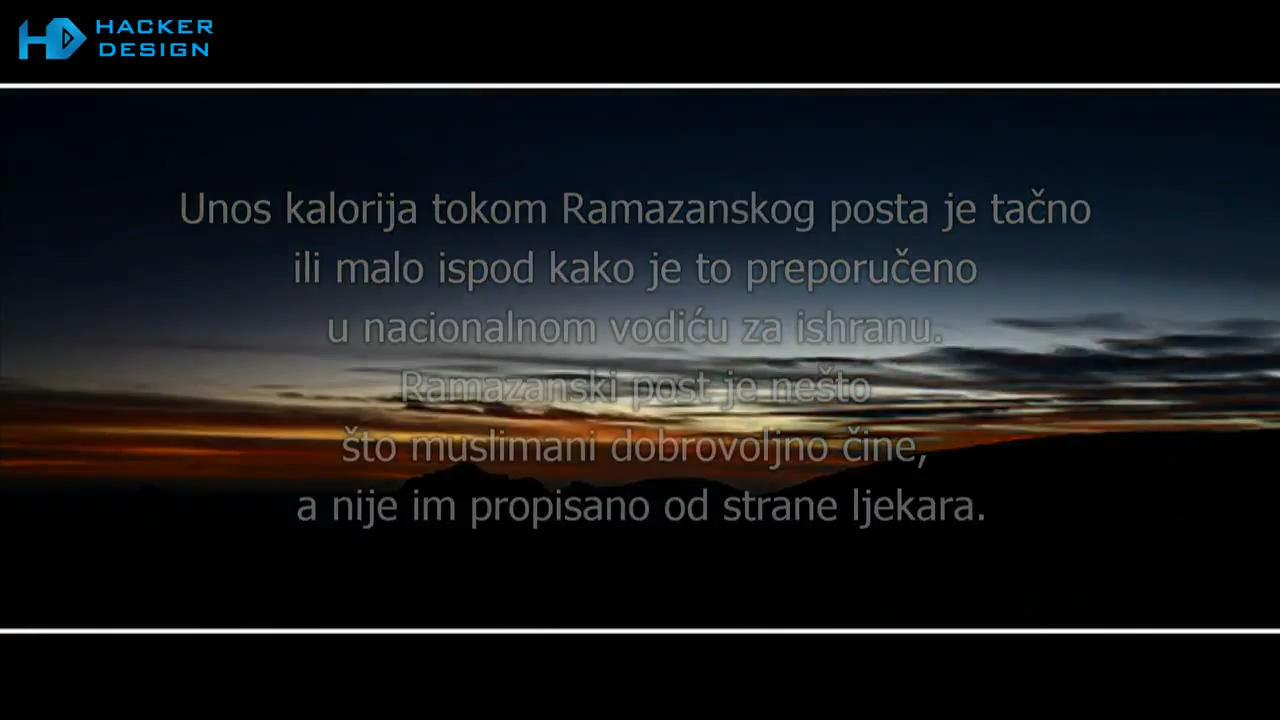 HACKER
DESIGN
Unos kalorija tokom Ramazanskog posta je tačno
ili malo ispod kako je to preporučeno
u nacionalnom vodiću za ishranu.
Ramazanski post je nešto
što muslimani dobrovoljno čine,
a nije im propisano od strane ljekara.